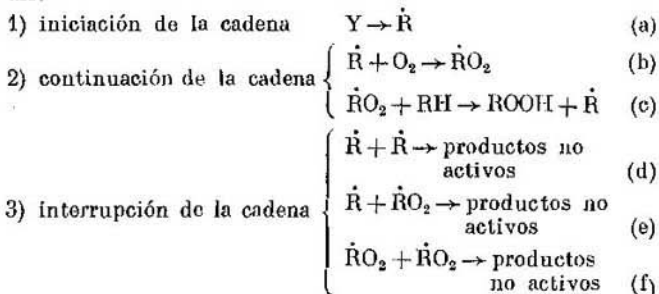 1) iniciación de la cadena Y → Ṙ (a)
2) continuación de la cadena { Ṙ + O₂ → ṘO₂ (b)
ṘO₂ + RH → ROOH + Ṙ (c)
3) interrupción de la cadena { Ṙ + Ṙ → productos no
activos (d)
Ṙ + ṘO₂ → productos no
activos (e)
ṘO₂ + ṘO₂ → productos
no activos (f)